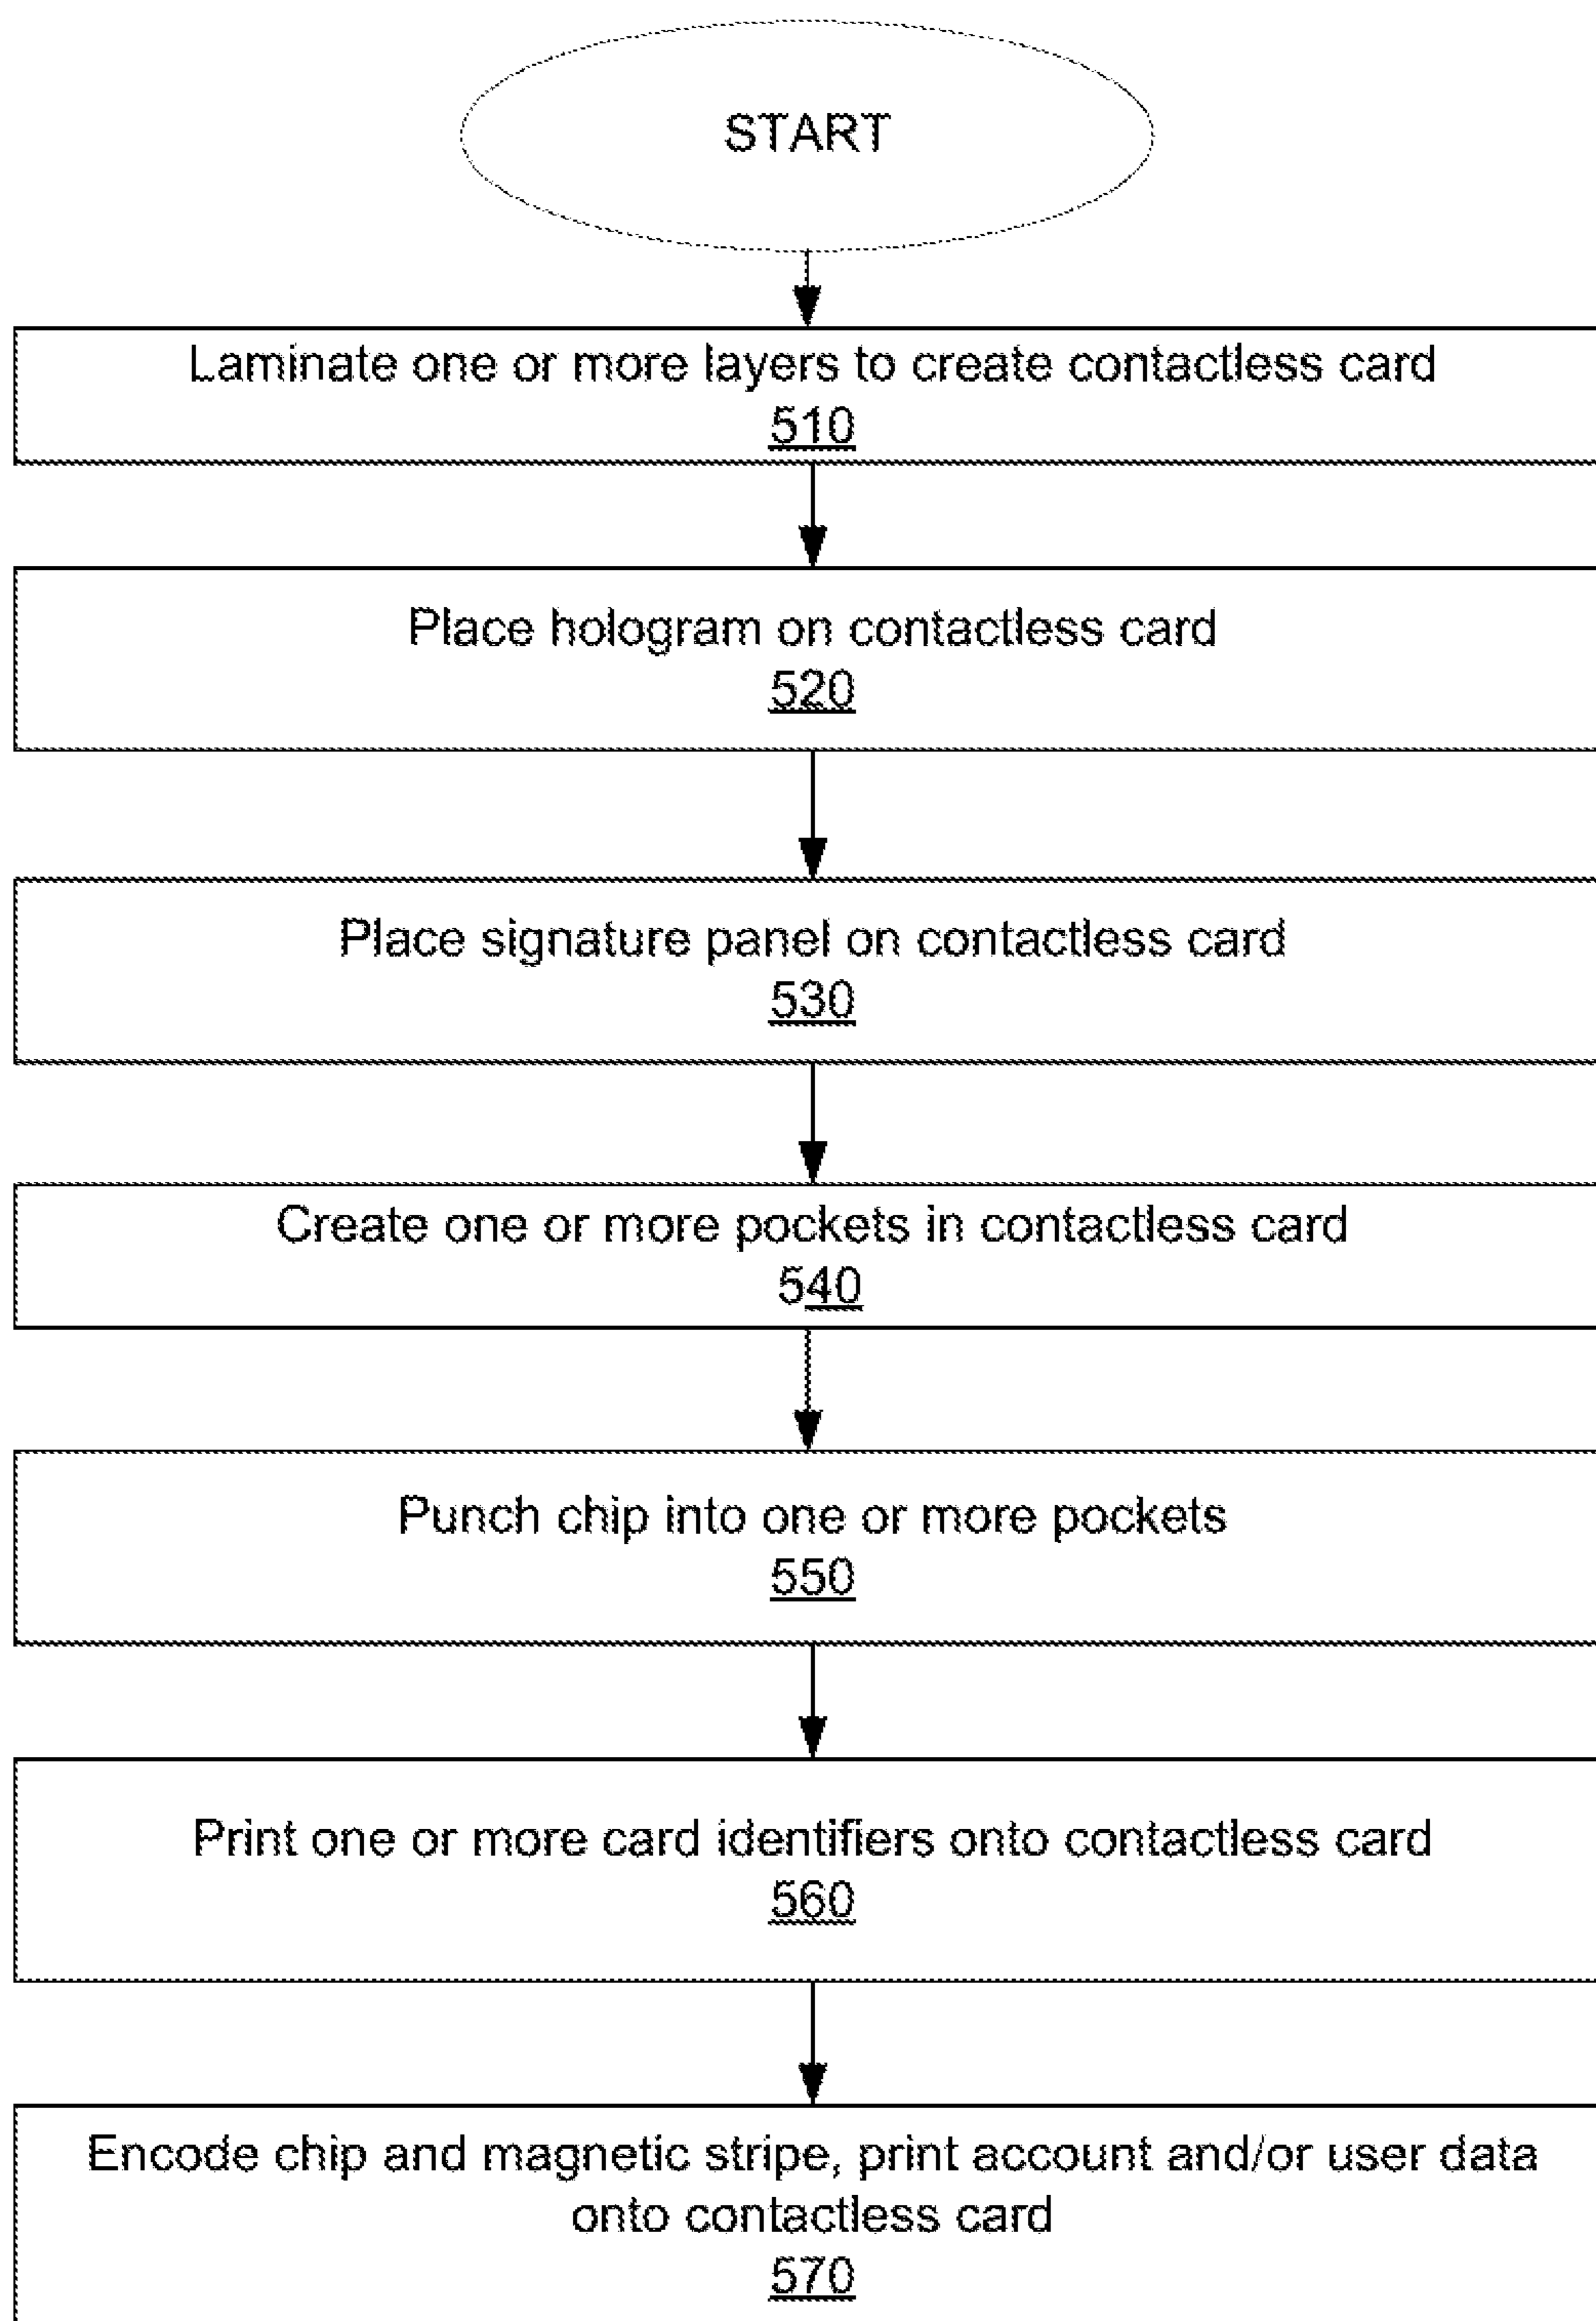 START
Laminate one or more layers to create contactless card
510
Place hologram on contactless card
520
Place signature panel on contactless card
530
Create one or more pockets in contactless card
540
Punch chip into one or more pockets
550
Print one or more card identifiers onto contactless card
560
Encode chip and magnetic stripe, print account and/or user data
onto contactless card
570